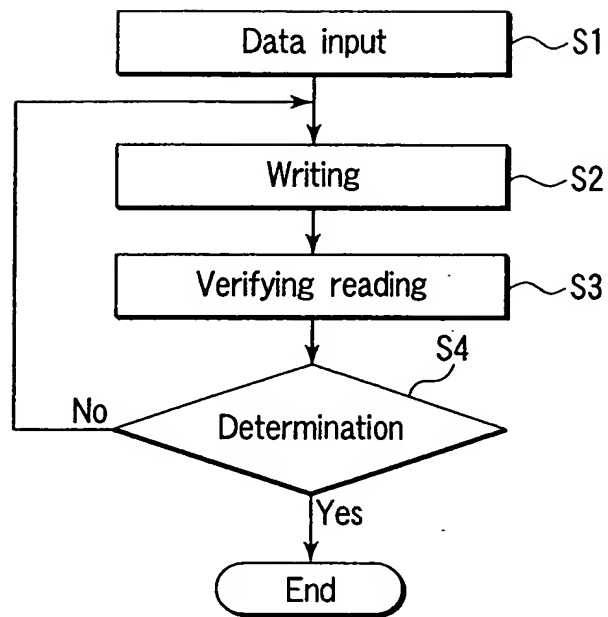 Data input
S1
Writing
S2
Verifying reading
S3
S4
No
Determination
Yes
End